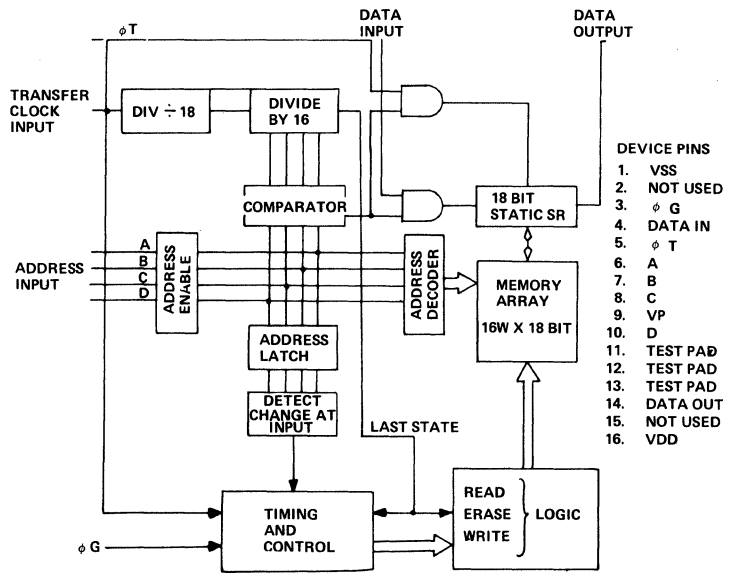 φT
DATA
INPUT
DATA
OUTPUT
TRANSFER
CLOCK
INPUT
DIV ÷ 18
DIVIDE
BY 16
COMPARATOR
18 BIT
STATIC SR
ADDRESS
INPUT
A
B
C
D
ADDRESS
ENABLE
ADDRESS
DECODER
MEMORY
ARRAY
16W X 18 BIT
ADDRESS
LATCH
DETECT
CHANGE AT
INPUT
LAST STATE
TIMING
AND
CONTROL
φG
READ
ERASE
WRITE
LOGIC
DEVICE PINS
1. VSS
2. NOT USED
3. φ G
4. DATA IN
5. φ T
6. A
7. B
8. C
9. VP
10. D
11. TEST PAD
12. TEST PAD
13. TEST PAD
14. DATA OUT
15. NOT USED
16. VDD